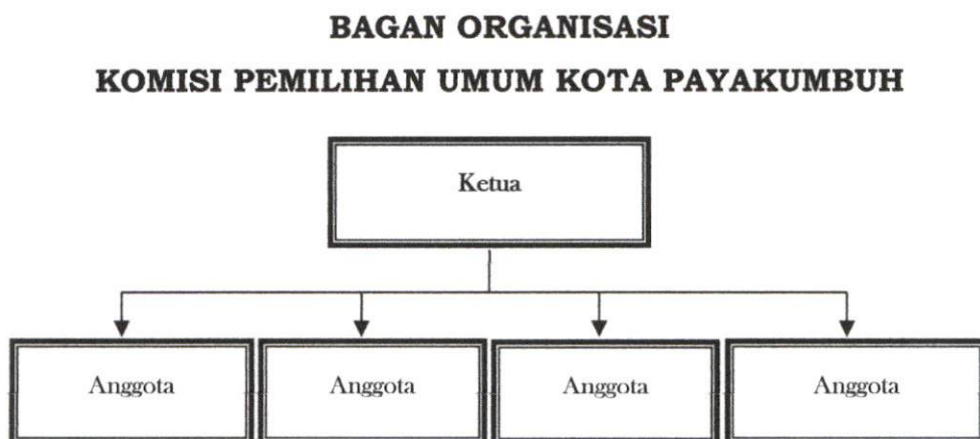 BAGAN ORGANISASI
KOMISI PEMILIHAN UMUM KOTA PAYAKUMBUH
Ketua
Anggota
Anggota
Anggota
Anggota